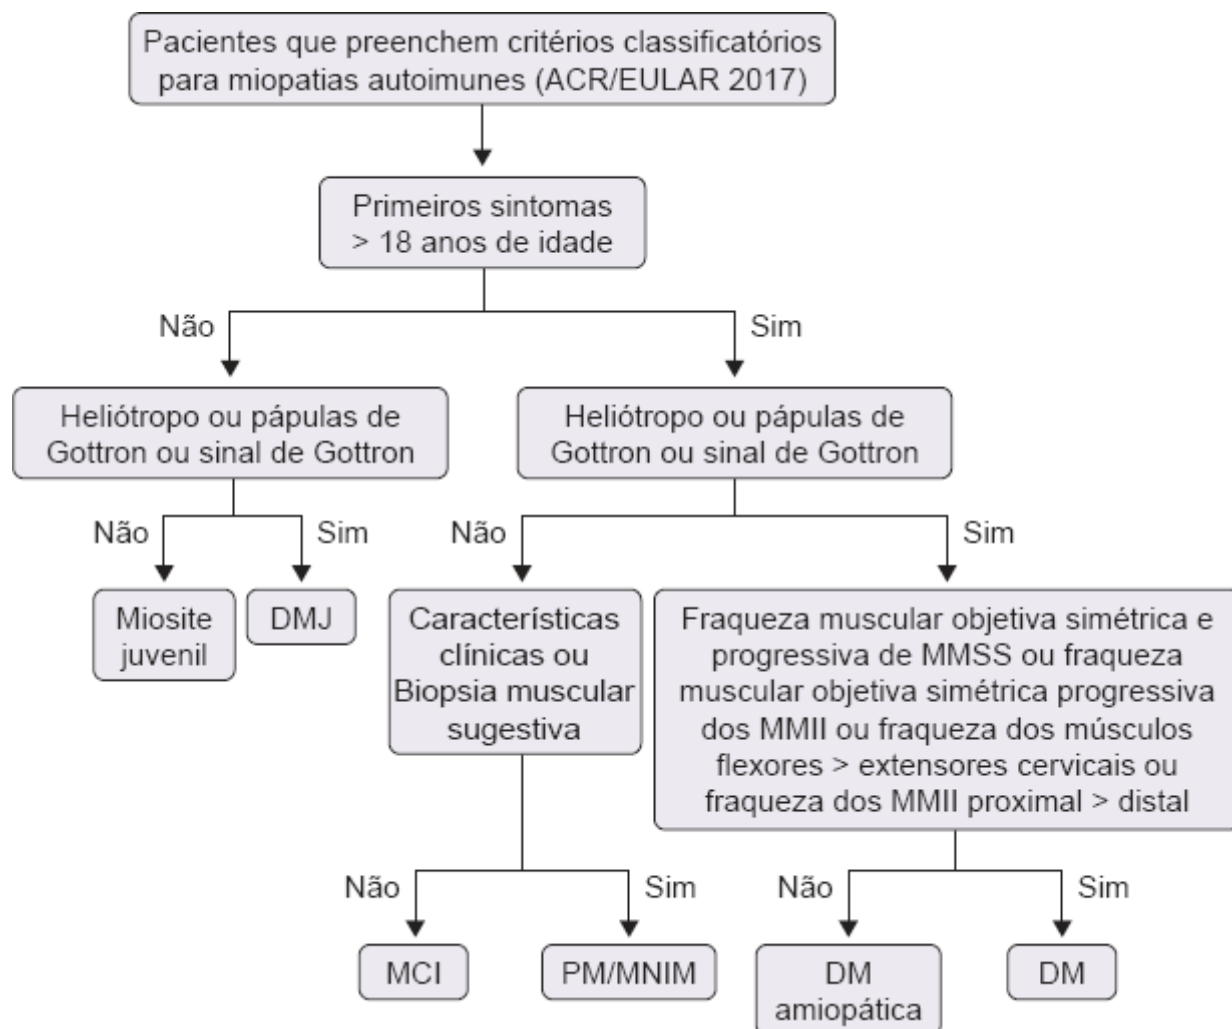 Pacientes que preenchem critérios classificatórios
para miopatias autoimunes (ACR/EULAR 2017)
Primeiros sintomas
> 18 anos de idade
Não
Sim
Heliótropo ou pápulas de
Gottron ou sinal de Gottron
Heliótropo ou pápulas de
Gottron ou sinal de Gottron
Não
Sim
Não
Sim
Miosite
juvenil
DMJ
Características
clínicas ou
Biopsia muscular
sugestiva
Fraqueza muscular objetiva simétrica e
progressiva de MMSS ou fraqueza
muscular objetiva simétrica progressiva
dos MMII ou fraqueza dos músculos
flexores > extensores cervicais ou
fraqueza dos MMII proximal > distal
Não
Sim
Não
Sim
MCI
PM/MNIM
DM
amiopática
DM